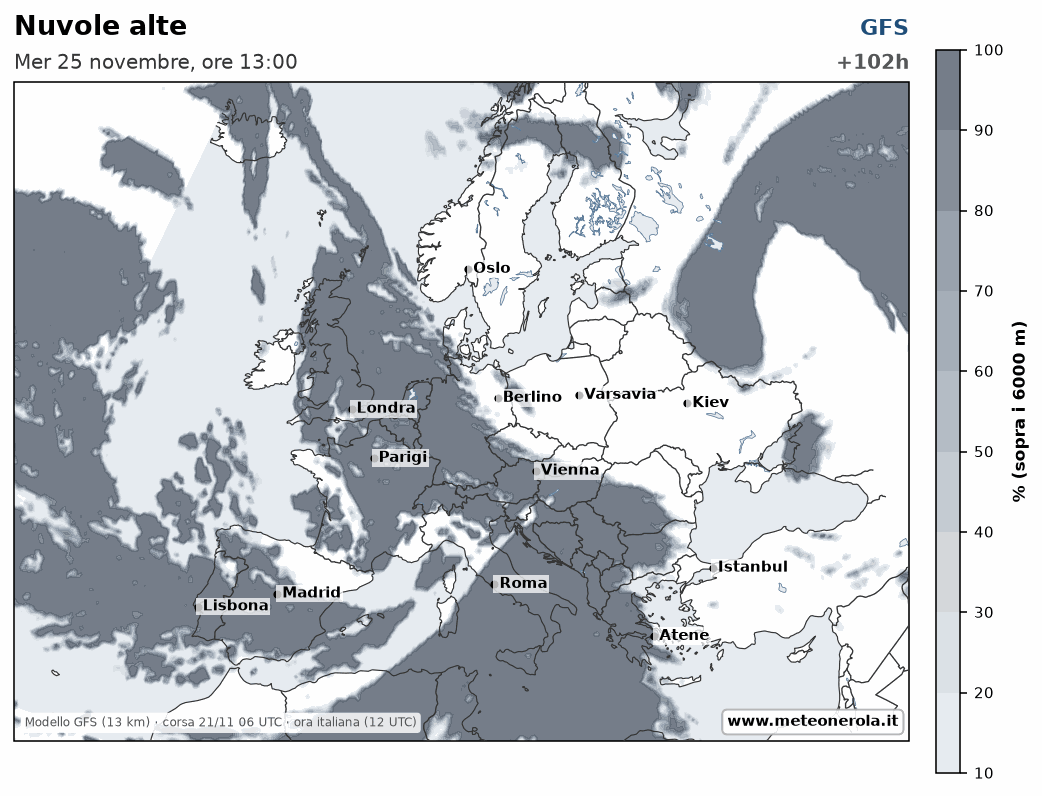 Nuvole alte
GFS
Mer 25 novembre, ore 13:00
+102h
100
90
80
70
60
50
40
30
20
10
% (sopra i 6000 m)
Oslo
Berlino
Varsavia
Kiev
Londra
Parigi
Vienna
Istanbul
Roma
Madrid
Lisbona
Atene
Modello GFS (13 km) · corsa 21/11 06 UTC · ora italiana (12 UTC)
www.meteonerola.it